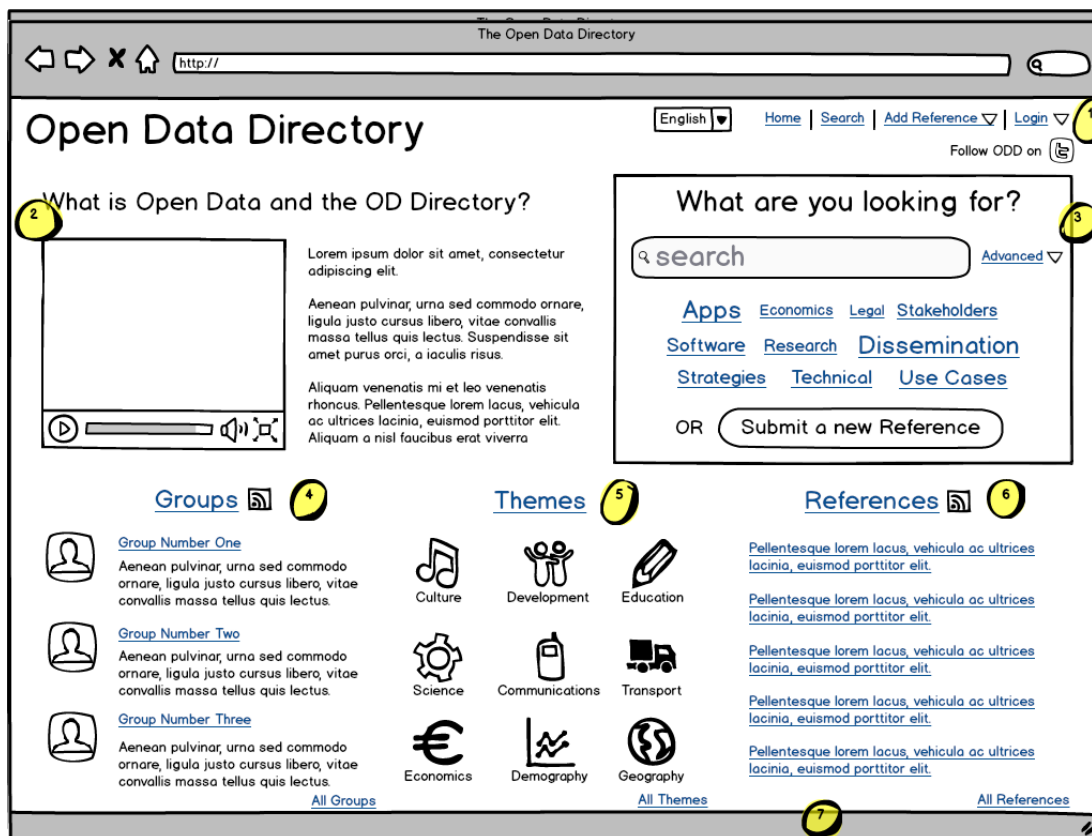 The Open Data Directory
The Open Data Directory
http://
Open Data Directory
English
Home | Search | Add Reference | Login
1
Follow ODD on
2
What is Open Data and the OD Directory?
Lorem ipsum dolor sit amet, consectetur
adipiscing elit.
Aenean pulvinar, urna sed commodo ornare,
ligula justo cursus libero, vitae convallis
massa tellus quis lectus. Suspendisse sit
amet purus orci, a iaculis risus.
Aliquam venenatis mi et leo venenatis
rhoncus. Pellentesque lorem lacus, vehicula
ac ultrices lacinia, euismod porttitor elit.
Aliquam a nisl faucibus erat viverra
What are you looking for?
3
search
Advanced
Apps Economics Legal Stakeholders
Software Research Dissemination
Strategies Technical Use Cases
OR Submit a new Reference
Groups
4
Group Number One
Aenean pulvinar, urna sed commodo
ornare, ligula justo cursus libero, vitae
convallis massa tellus quis lectus.
Group Number Two
Aenean pulvinar, urna sed commodo
ornare, ligula justo cursus libero, vitae
convallis massa tellus quis lectus.
Group Number Three
Aenean pulvinar, urna sed commodo
ornare, ligula justo cursus libero, vitae
convallis massa tellus quis lectus.
All Groups
Themes
5
Culture Development Education
Science Communications Transport
Economics Demography Geography
All Themes
References
6
Pellentesque lorem lacus, vehicula ac ultrices
lacinia, euismod porttitor elit.
Pellentesque lorem lacus, vehicula ac ultrices
lacinia, euismod porttitor elit.
Pellentesque lorem lacus, vehicula ac ultrices
lacinia, euismod porttitor elit.
Pellentesque lorem lacus, vehicula ac ultrices
lacinia, euismod porttitor elit.
Pellentesque lorem lacus, vehicula ac ultrices
lacinia, euismod porttitor elit.
All References
7